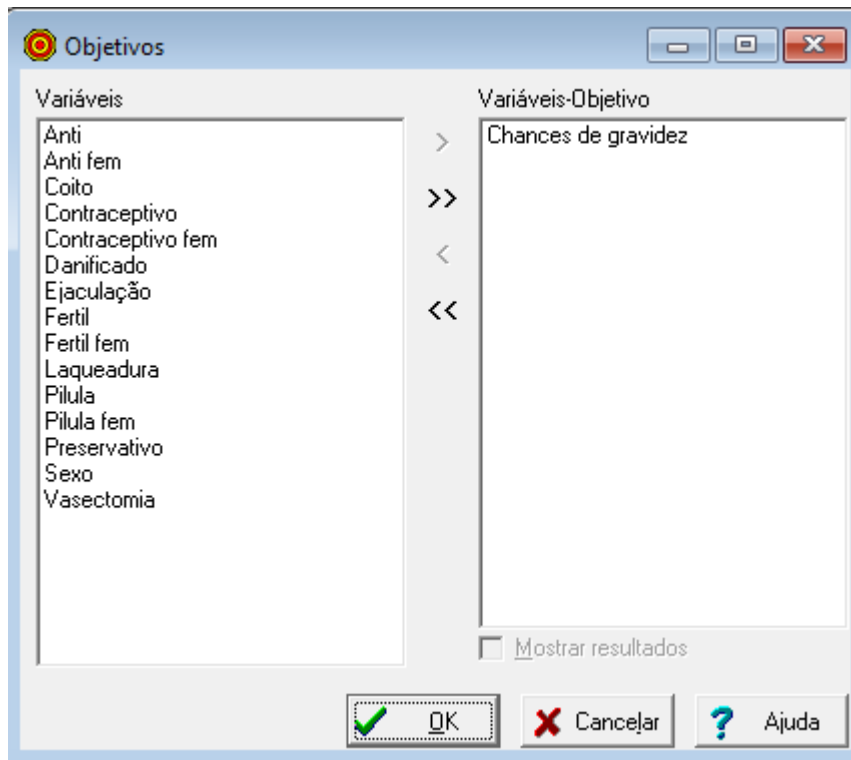 Objetivos
Variáveis
Anti
Anti fem
Coito
Contraceptivo
Contraceptivo fem
Danificado
Ejaculação
Fertil
Fertil fem
Laqueadura
Pilula
Pilula fem
Preservativo
Sexo
Vasectomia
>
>>
<
<<
Variáveis-Objetivo
Chances de gravidez
Mostrar resultados
OK
Cancelar
Ajuda